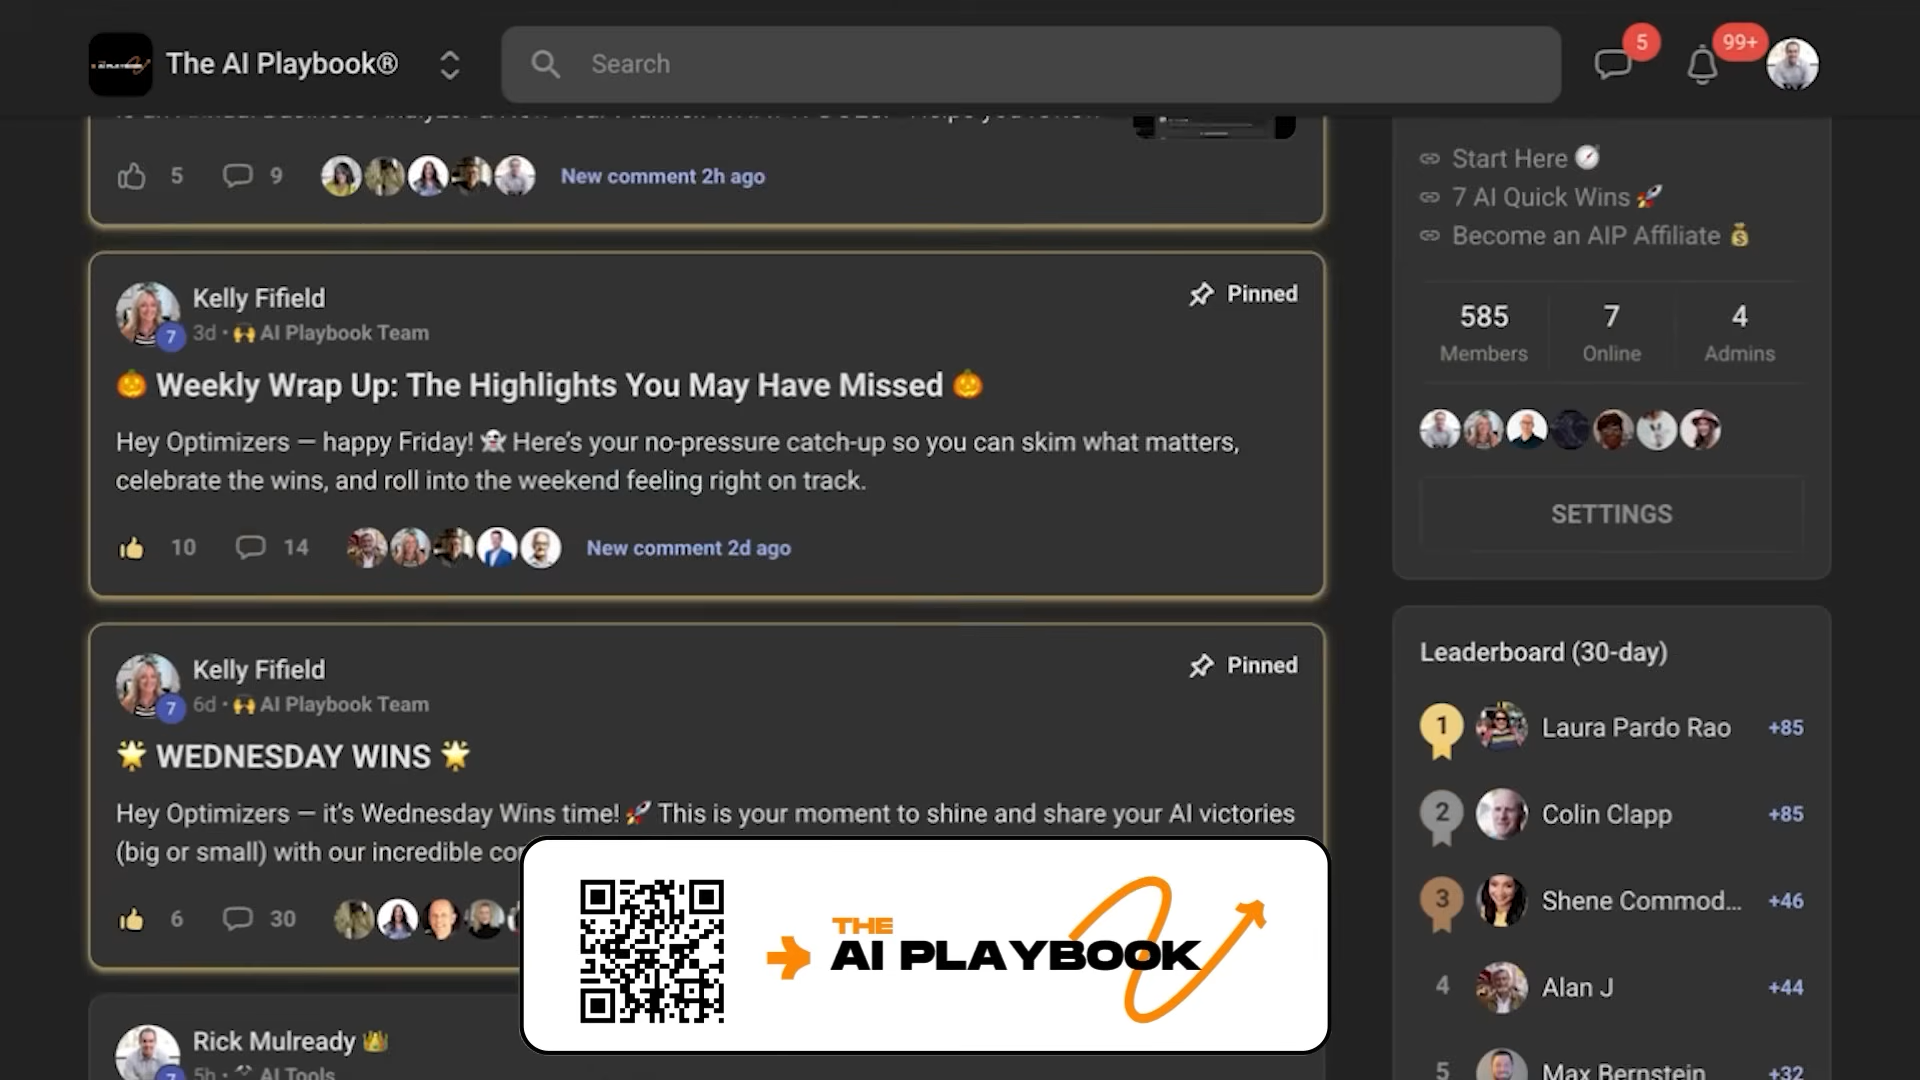 The AI Playbook®
Search
5
99+
5
9
New comment 2h ago
Kelly Fifield
Pinned
7
3d · AI Playbook Team
Weekly Wrap Up: The Highlights You May Have Missed
Hey Optimizers — happy Friday! Here's your no-pressure catch-up so you can skim what matters,
celebrate the wins, and roll into the weekend feeling right on track.
10
14
New comment 2d ago
Kelly Fifield
Pinned
7
6d · AI Playbook Team
WEDNESDAY WINS
Hey Optimizers — it's Wednesday Wins time! This is your moment to shine and share your AI victories
(big or small) with our incredible
6
30
Rick Mulready
7
5h · AI Tools
THE
AI PLAYBOOK
Start Here
7 AI Quick Wins
Become an AIP Affiliate
585
Members
7
Online
4
Admins
SETTINGS
Leaderboard (30-day)
1
Laura Pardo Rao
+85
2
Colin Clapp
+85
3
Shene Commod...
+46
4
Alan J
+44
5
Max Bernstein
+32